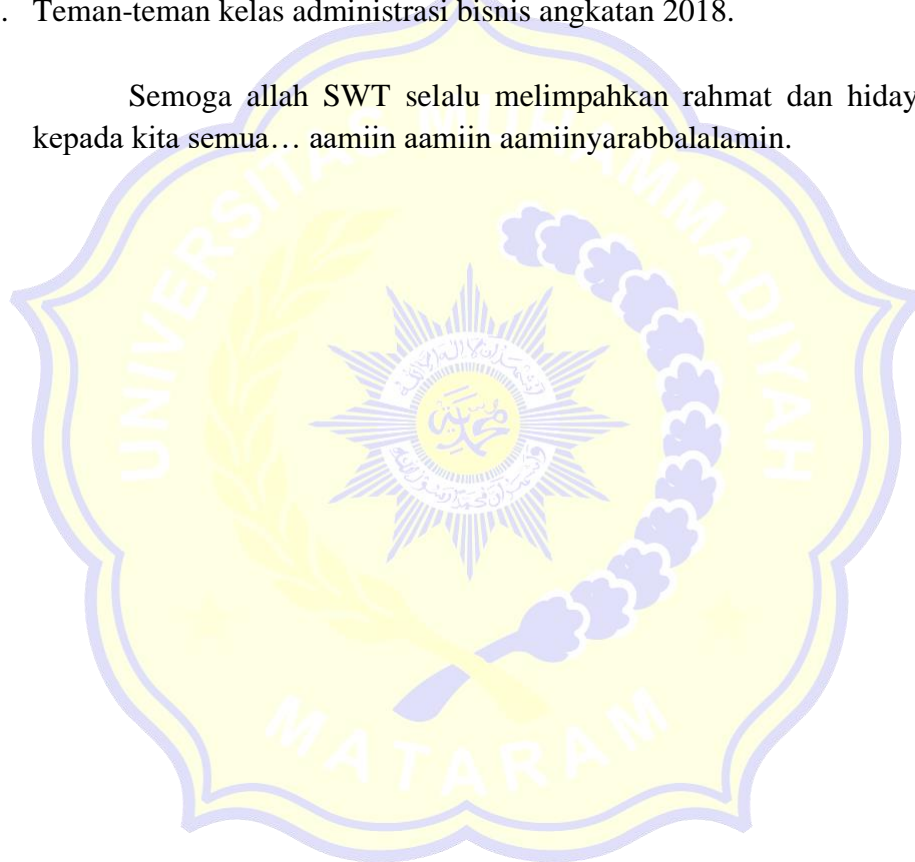 . Teman-teman kelas administrasi bisnis angkatan 2018.
Semoga allah SWT selalu melimpahkan rahmat dan hiday
kepada kita semua… aamiin aamiin aamiinyarabbalalamin.
UNIVERSITAS MUHAMMADIYAH
MATARAM